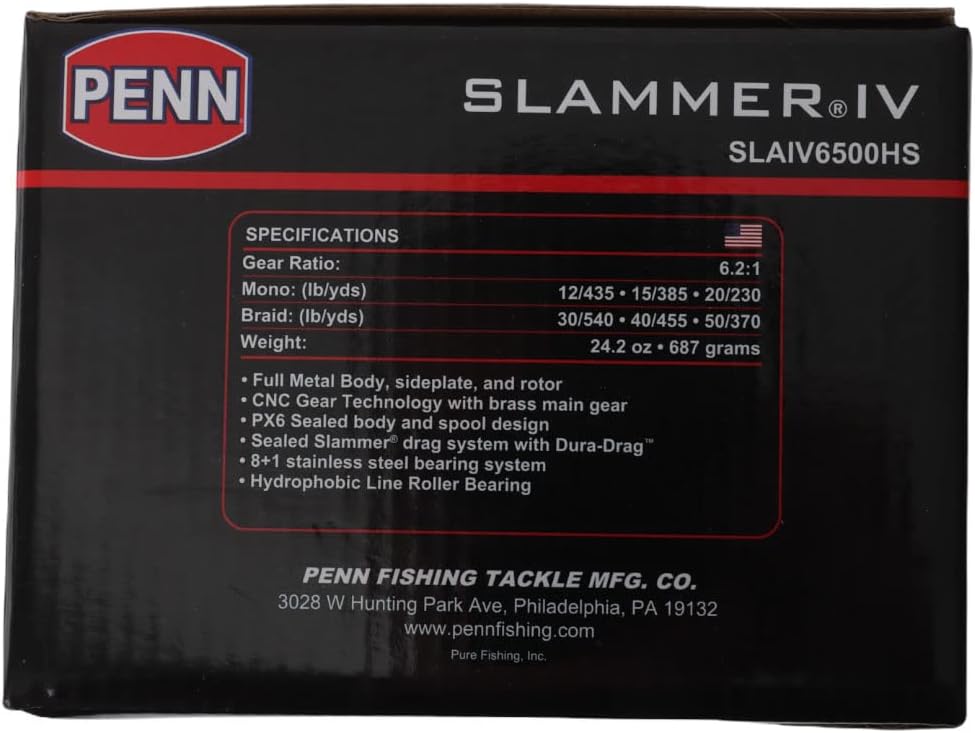 PENN
SLAMMER® IV
SLAIV6500HS
SPECIFICATIONS
Gear Ratio: 6.2:1
Mono: (lb/yds) 12/435 • 15/385 • 20/230
Braid: (lb/yds) 30/540 • 40/455 • 50/370
Weight: 24.2 oz • 687 grams
• Full Metal Body, sideplate, and rotor
• CNC Gear Technology with brass main gear
• PX6 Sealed body and spool design
• Sealed Slammer® drag system with Dura-Drag™
• 8+1 stainless steel bearing system
• Hydrophobic Line Roller Bearing
PENN FISHING TACKLE MFG. CO.
3028 W Hunting Park Ave, Philadelphia, PA 19132
www.pennfishing.com
Pure Fishing, Inc.